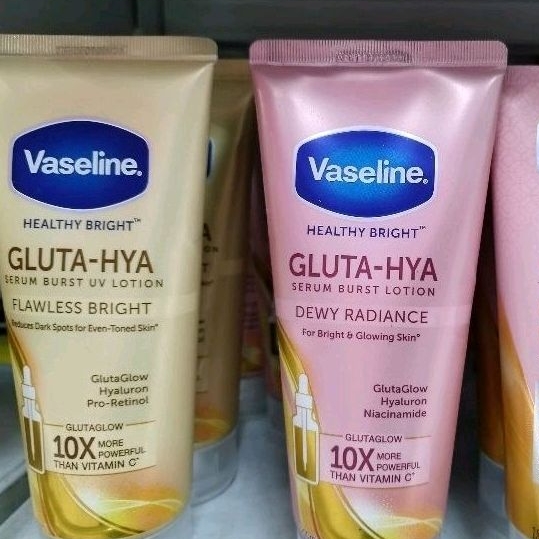 Vaseline.
HEALTHY BRIGHT™
GLUTA-HYA
SERUM BURST UV LOTION
FLAWLESS BRIGHT
Reduces Dark Spots for Even-Toned Skin*
GlutaGlow
Hyaluron
Pro-Retinol
GLUTAGLOW
10X MORE
POWERFUL
THAN VITAMIN C*
Vaseline.
HEALTHY BRIGHT™
GLUTA-HYA
SERUM BURST LOTION
DEWY RADIANCE
For Bright & Glowing Skin*
GlutaGlow
Hyaluron
Niacinamide
GLUTAGLOW
10X MORE
POWERFUL
THAN VITAMIN C*